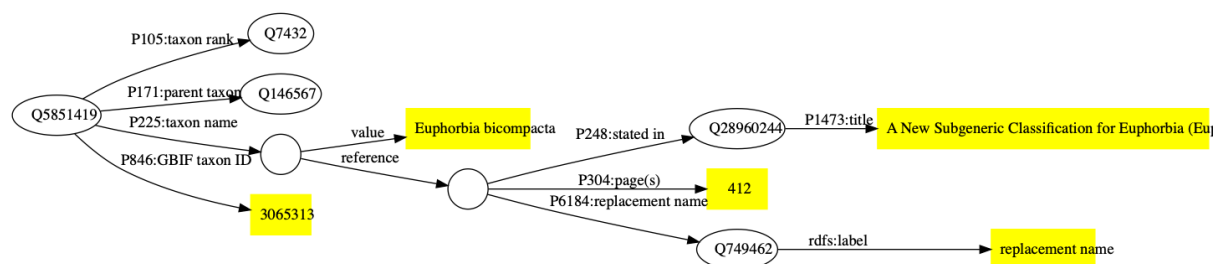 Q7432
P105:taxon rank
P171:parent taxon
Q146567
Q5851419
P225:taxon name
value
Euphorbia bicompacta
P248:stated in
Q28960244
P1473:title
A New Subgeneric Classification for Euphorbia (Eup
reference
P846:GBIF taxon ID
P304:page(s)
412
P6184:replacement name
3065313
Q749462
rdfs:label
replacement name